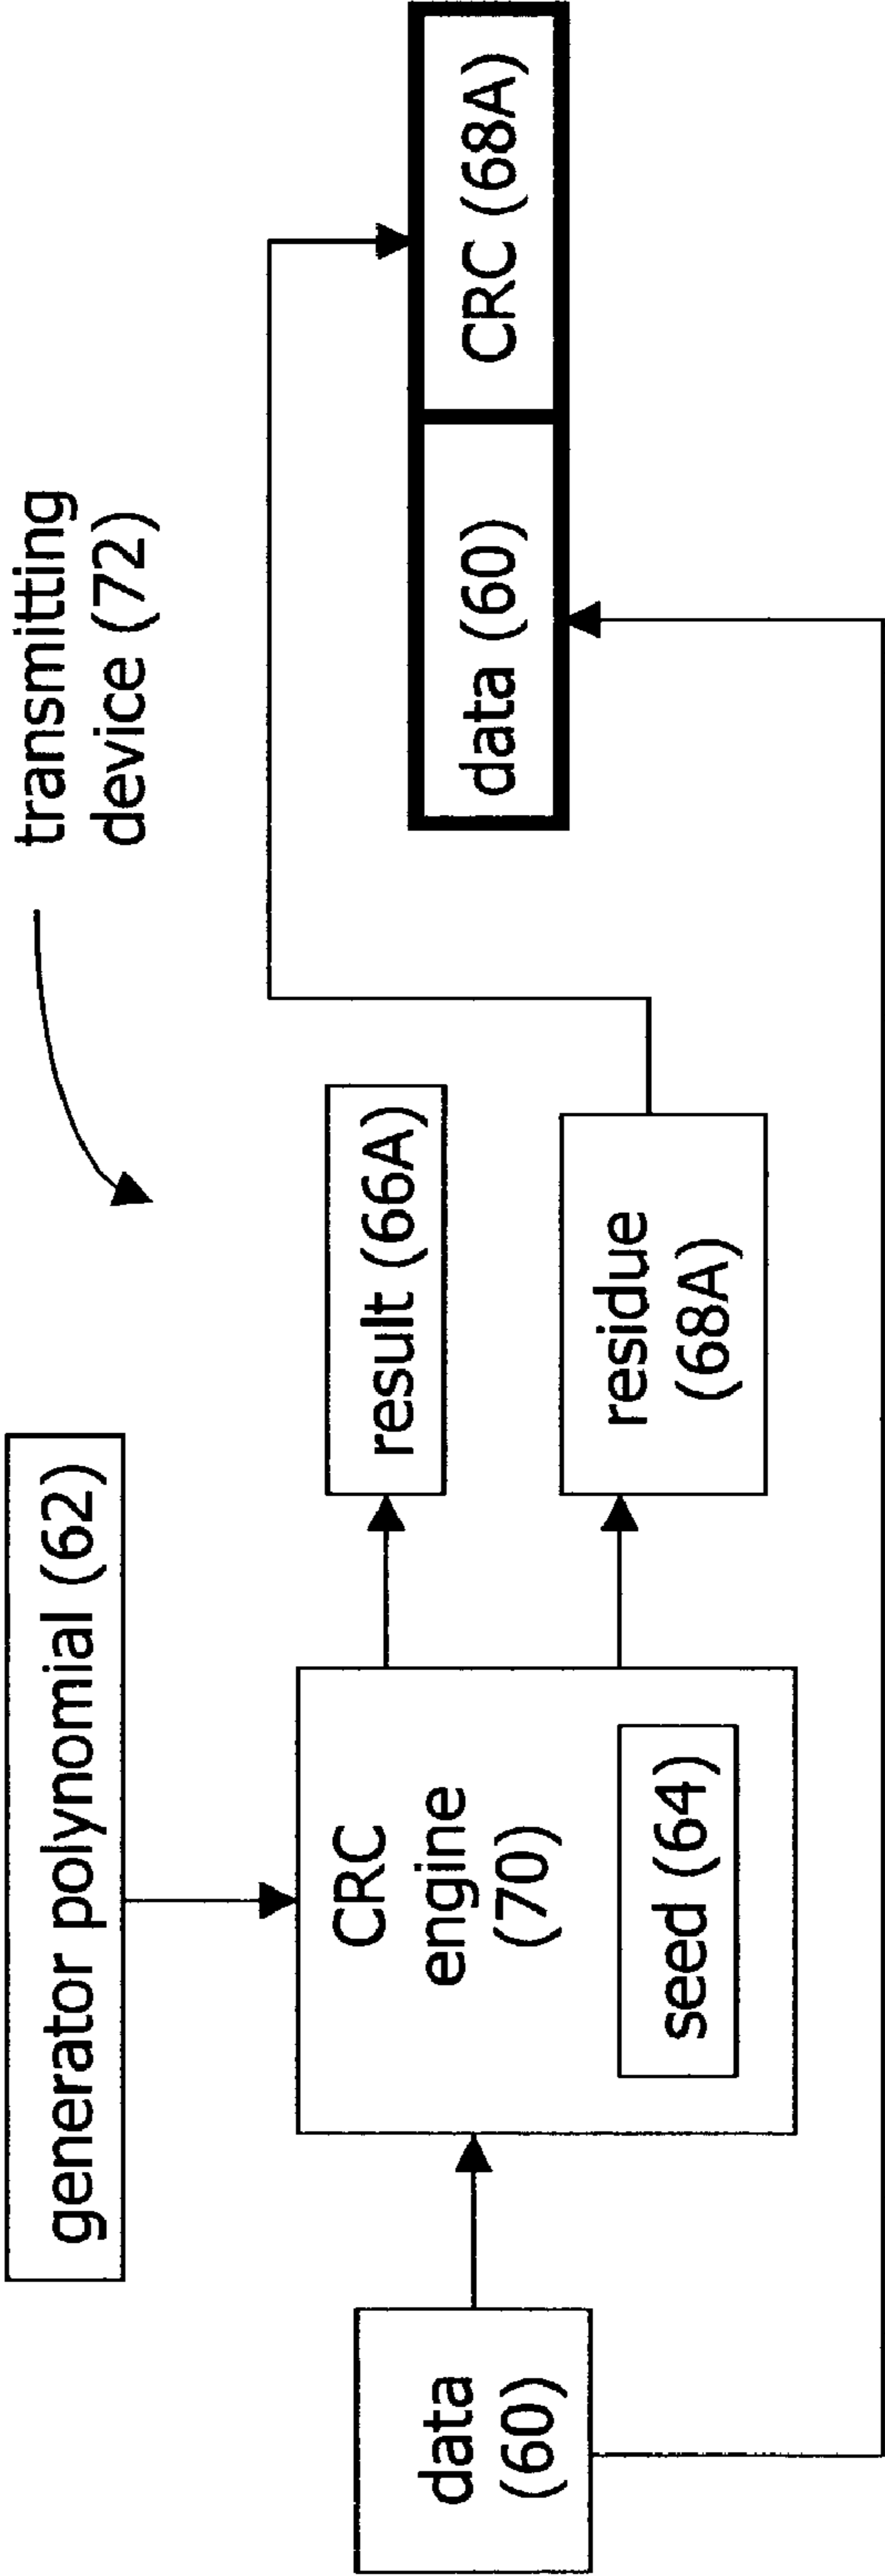 transmitting
device (72)
generator polynomial (62)
data
(60)
CRC
engine
(70)
seed (64)
result (66A)
residue
(68A)
data (60)
CRC (68A)